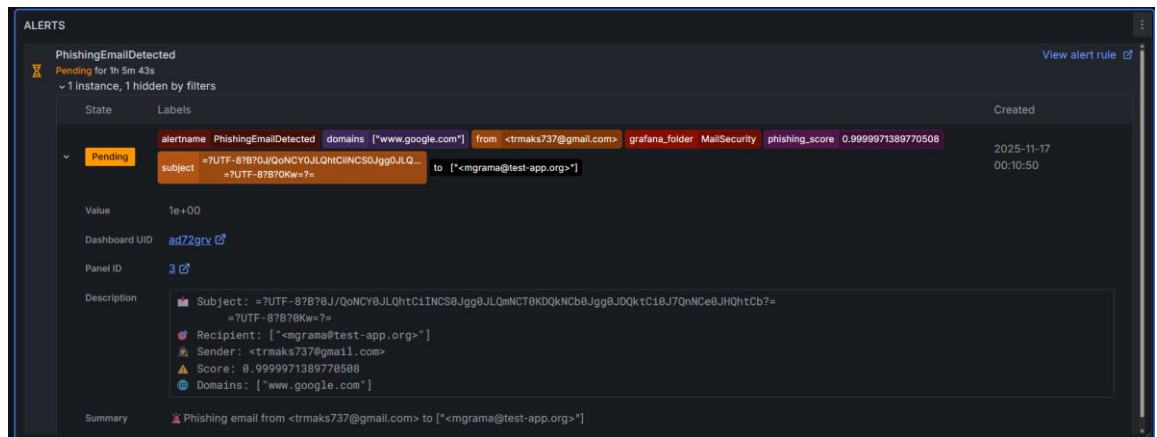 ALERTS
PhishingEmailDetected
View alert rule
Pending for 1h 5m 43s
1 instance, 1 hidden by filters
State Labels Created
alertname PhishingEmailDetected domains ["www.google.com"] from <trmaks737@gmail.com> grafana_folder MailSecurity phishing_score 0.9999971389770508
Pending
2025-11-17
00:10:50
subject =?UTF-8?B?0J/QoNCY0JLQhtCiINCS0Jgg0JLQ...
=?UTF-8?B?0Kw=?=
to ["<mgrama@test-app.org>"]
Value 1e+00
Dashboard UID ad72grv
Panel ID 3
Description
Subject: =?UTF-8?B?0J/QoNCY0JLQhtCiINCS0Jgg0JLQmNCT0KDQkNCb0Jgg0JDQktCi0J7QnNCe0JHQhtCb?=
=?UTF-8?B?0Kw=?=
Recipient: ["<mgrama@test-app.org>"]
Sender: <trmaks737@gmail.com>
Score: 0.9999971389770508
Domains: ["www.google.com"]
Summary Phishing email from <trmaks737@gmail.com> to ["<mgrama@test-app.org>"]